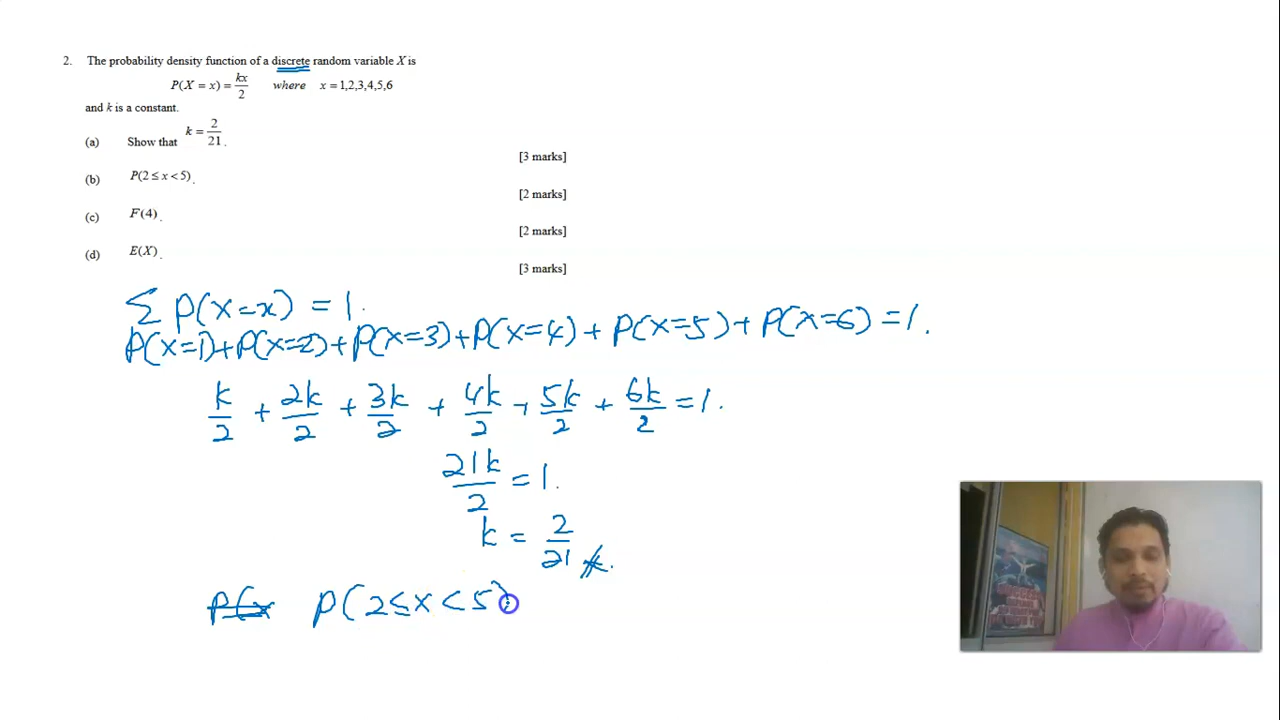 2. The probability density function of a discrete random variable X is
P(X = x) = kx/2 where x = 1,2,3,4,5,6
and k is a constant.
(a) Show that k = 2/21 .
[3 marks]
(b) P(2 ≤ x < 5) .
[2 marks]
(c) F(4) .
[2 marks]
(d) E(X) .
[3 marks]
Σ P(X=x) = 1.
P(X=1)+P(X=2)+P(X=3)+P(X=4)+P(X=5)+P(X=6)=1.
k/2 + 2k/2 + 3k/2 + 4k/2 + 5k/2 + 6k/2 = 1.
21k/2 = 1.
k = 2/21
P(x P(2≤x<5)